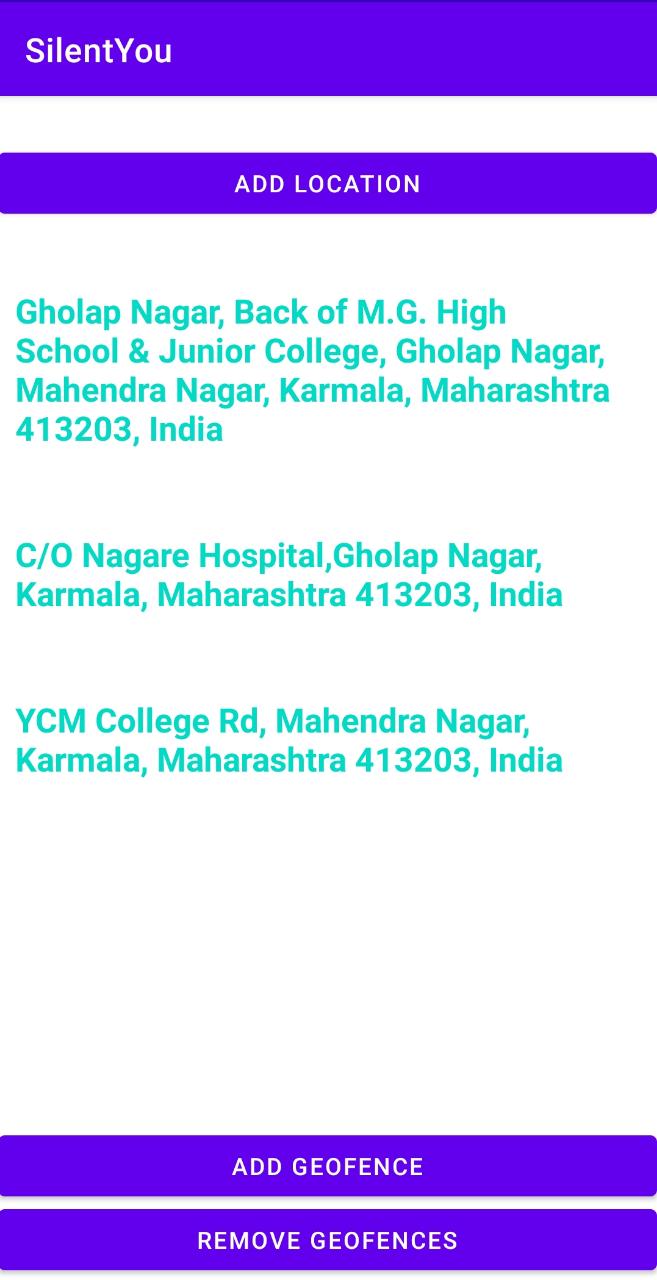 SilentYou
ADD LOCATION
Gholap Nagar, Back of M.G. High
School & Junior College, Gholap Nagar,
Mahendra Nagar, Karmala, Maharashtra
413203, India
C/O Nagare Hospital,Gholap Nagar,
Karmala, Maharashtra 413203, India
YCM College Rd, Mahendra Nagar,
Karmala, Maharashtra 413203, India
ADD GEOFENCE
REMOVE GEOFENCES